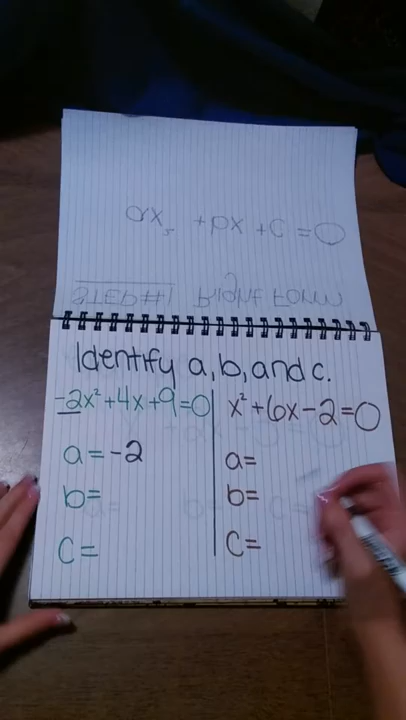 ax² + bx + c = 0
STEP #1 Right Form
Identify a, b, and c.
-2x² + 4x + 9 = 0
a = -2
b =
c =
x² + 6x - 2 = 0
a =
b =
c =